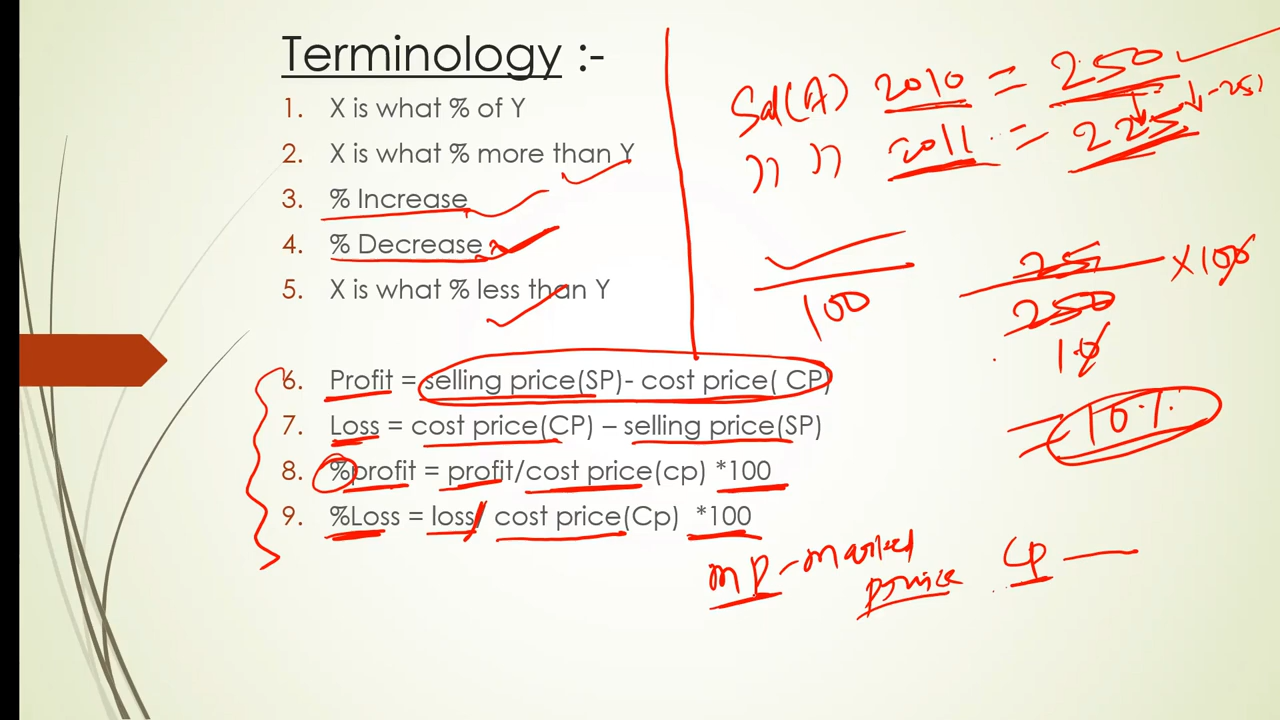 Terminology :-
1. X is what % of Y
2. X is what % more than Y
3. % Increase
4. % Decrease
5. X is what % less than Y
6. Profit = selling price(SP)- cost price( CP)
7. Loss = cost price(CP) – selling price(SP)
8. %profit = profit/cost price(cp) *100
9. %Loss = loss/ cost price(Cp) *100
Sal(A) 2010 = 250
-25
,, ,, 2011 = 225
100
25 ×100
250
10
= 10%
MP - marked
price
CP —